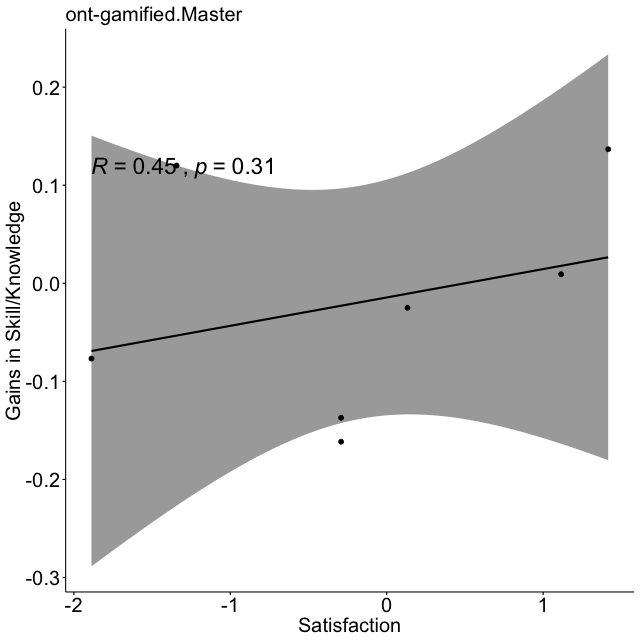 ont-gamified.Master
0.2
0.1
0.0
-0.1
-0.2
-0.3
Gains in Skill/Knowledge
R = 0.45 , p = 0.31
-2
-1
0
1
Satisfaction